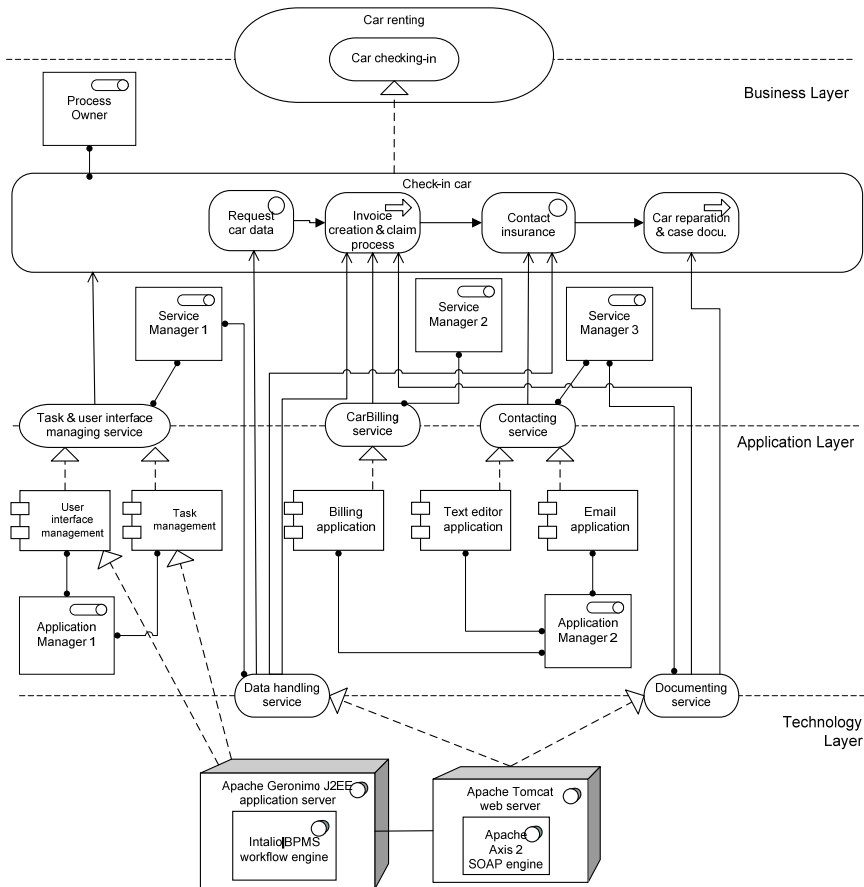 Car renting
Car checking-in
Business Layer
Process
Owner
Check-in car
Request
car data
Invoice
creation & claim
process
Contact
insurance
Car reparation
& case docu.
Service
Manager 1
Service
Manager 2
Service
Manager 3
Task & user interface
managing service
CarBilling
service
Contacting
service
Application Layer
User
interface
management
Task
management
Billing
application
Text editor
application
Email
application
Application
Manager 1
Application
Manager 2
Data handling
service
Documenting
service
Technology
Layer
Apache Geronimo J2EE
application server
Intalio|BPMS
workflow engine
Apache Tomcat
web server
Apache
Axis 2
SOAP engine